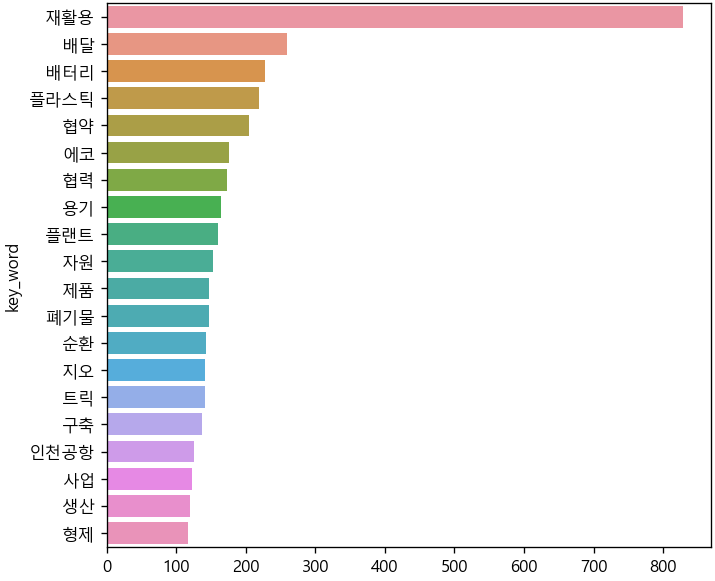 재활용
배달
배터리
플라스틱
협약
에코
협력
용기
플랜트
자원
제품
폐기물
순환
지오
트릭
구축
인천공항
사업
생산
형제
key_word
0 100 200 300 400 500 600 700 800